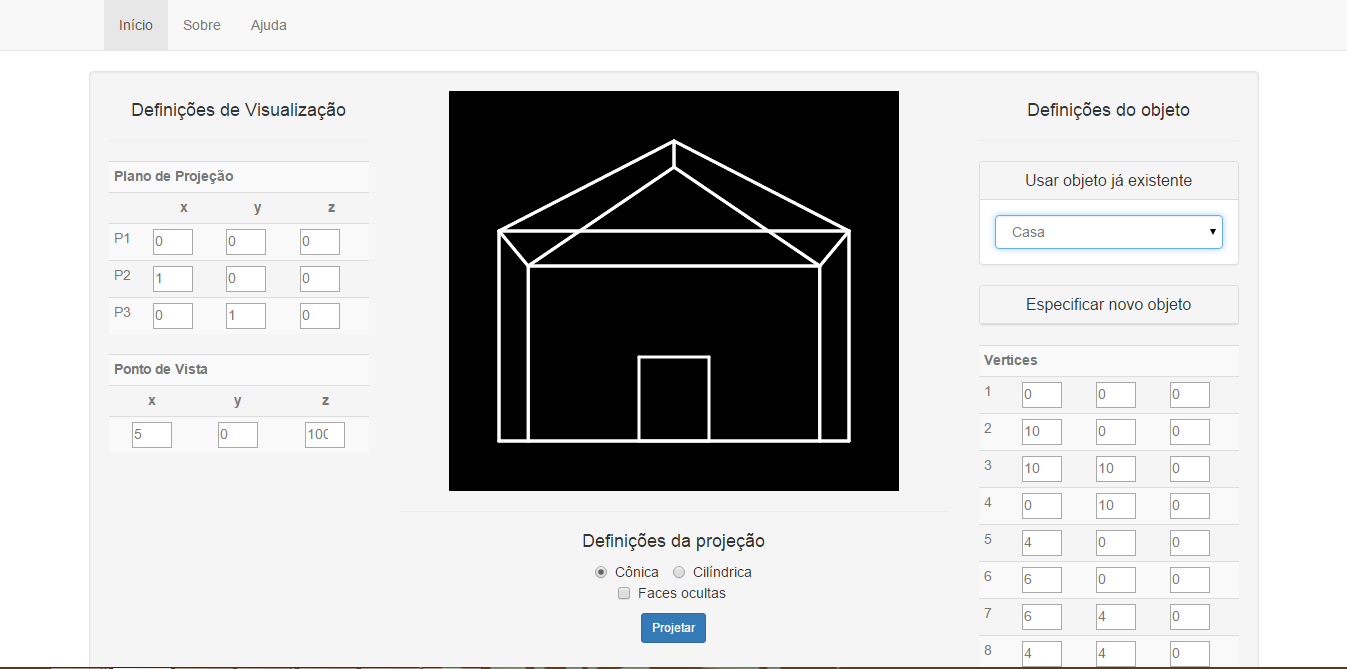 Início Sobre Ajuda
Definições de Visualização
Plano de Projeção
x y z
P1 0 0 0
P2 1 0 0
P3 0 1 0
Ponto de Vista
x y z
5 0 100
Definições da projeção
Cônica Cilíndrica
Faces ocultas
Projetar
Definições do objeto
Usar objeto já existente
Casa
Especificar novo objeto
Vertices
1 0 0 0
2 10 0 0
3 10 10 0
4 0 10 0
5 4 0 0
6 6 0 0
7 6 4 0
8 4 4 0